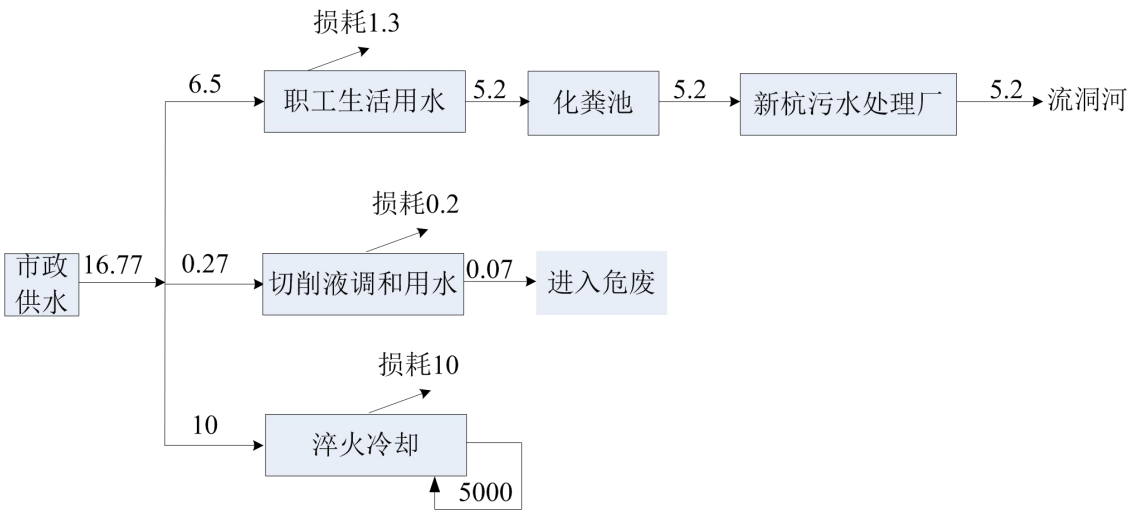 损耗1.3
6.5
职工生活用水
5.2
化粪池
5.2
新杭污水处理厂
5.2
流洞河
损耗0.2
市政
供水
16.77
0.27
切削液调和用水
0.07
进入危废
损耗10
10
淬火冷却
5000